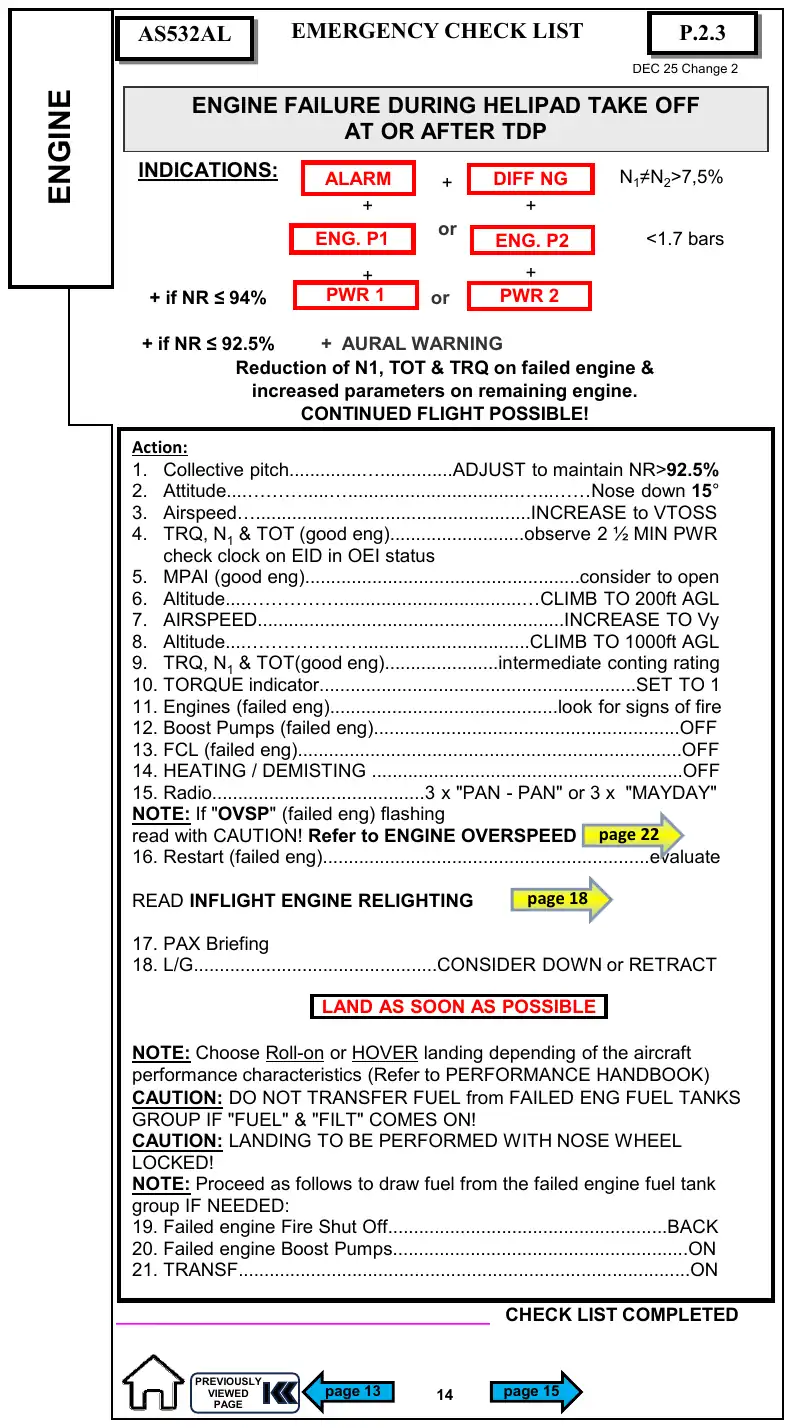 AS532AL
EMERGENCY CHECK LIST
P.2.3
DEC 25 Change 2
ENGINE
ENGINE FAILURE DURING HELIPAD TAKE OFF
AT OR AFTER TDP
INDICATIONS: ALARM + DIFF NG N1≠N2>7,5%
+ +
ENG. P1 or ENG. P2 <1.7 bars
+ +
+ if NR ≤ 94% PWR 1 or PWR 2
+ if NR ≤ 92.5% + AURAL WARNING
Reduction of N1, TOT & TRQ on failed engine &
increased parameters on remaining engine.
CONTINUED FLIGHT POSSIBLE!
Action:
1. Collective pitch..............…..............ADJUST to maintain NR>92.5%
2. Attitude....………......…..................................…...……Nose down 15°
3. Airspeed…......................................................INCREASE to VTOSS
4. TRQ, N1 & TOT (good eng)..........................observe 2 ½ MIN PWR
check clock on EID in OEI status
5. MPAI (good eng).....................................................consider to open
6. Altitude....……………....................................…CLIMB TO 200ft AGL
7. AIRSPEED...........................................................INCREASE TO Vy
8. Altitude....………………..................................CLIMB TO 1000ft AGL
9. TRQ, N1 & TOT(good eng)......................intermediate conting rating
10. TORQUE indicator.............................................................SET TO 1
11. Engines (failed eng)............................................look for signs of fire
12. Boost Pumps (failed eng)...........................................................OFF
13. FCL (failed eng)..........................................................................OFF
14. HEATING / DEMISTING ............................................................OFF
15. Radio.........................................3 x "PAN - PAN" or 3 x "MAYDAY"
NOTE: If "OVSP" (failed eng) flashing
read with CAUTION! Refer to ENGINE OVERSPEED page 22
16. Restart (failed eng)...............................................................evaluate
READ INFLIGHT ENGINE RELIGHTING page 18
17. PAX Briefing
18. L/G...............................................CONSIDER DOWN or RETRACT
LAND AS SOON AS POSSIBLE
NOTE: Choose Roll-on or HOVER landing depending of the aircraft
performance characteristics (Refer to PERFORMANCE HANDBOOK)
CAUTION: DO NOT TRANSFER FUEL from FAILED ENG FUEL TANKS
GROUP IF "FUEL" & "FILT" COMES ON!
CAUTION: LANDING TO BE PERFORMED WITH NOSE WHEEL
LOCKED!
NOTE: Proceed as follows to draw fuel from the failed engine fuel tank
group IF NEEDED:
19. Failed engine Fire Shut Off......................................................BACK
20. Failed engine Boost Pumps.........................................................ON
21. TRANSF.......................................................................................ON
CHECK LIST COMPLETED
PREVIOUSLY
VIEWED
PAGE
page 13
14
page 15